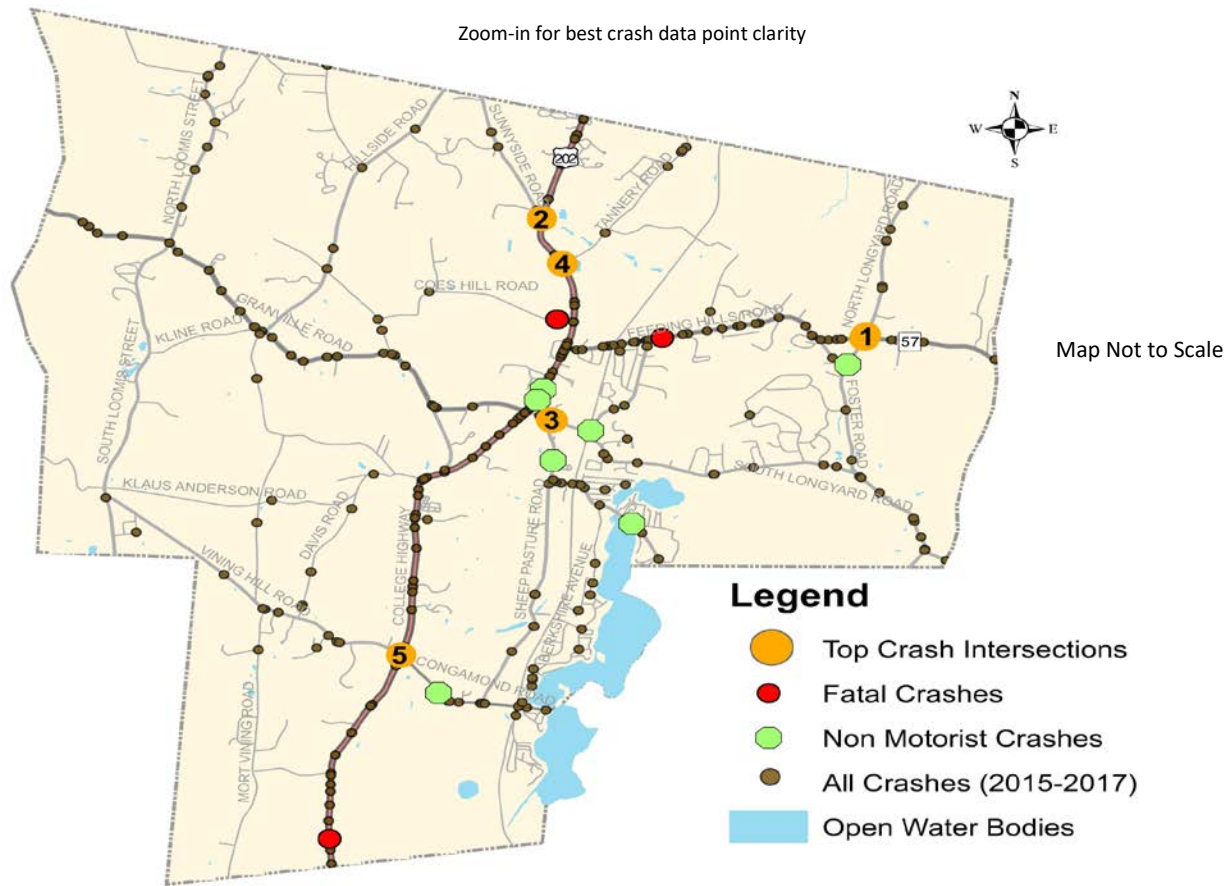 Zoom-in for best crash data point clarity
N
W E
S
Map Not to Scale
NORTH LOOMIS STREET
HILLSIDE ROAD
SUNNYSIDE ROAD
202
TANNERY ROAD
NORTH LONGYARD ROAD
2
4
COES HILL ROAD
GRANVILLE ROAD
KLINE ROAD
FEEDING HILLS ROAD
1
57
SOUTH LOOMIS STREET
3
FOSTER ROAD
SOUTH LONGYARD ROAD
KLAUS ANDERSON ROAD
DAVIS ROAD
COLLEGE HIGHWAY
SHEEP PASTURE ROAD
BERKSHIRE AVENUE
VINING HILL ROAD
5
CONGAMOND ROAD
MORT VINING ROAD
Legend
Top Crash Intersections
Fatal Crashes
Non Motorist Crashes
All Crashes (2015-2017)
Open Water Bodies